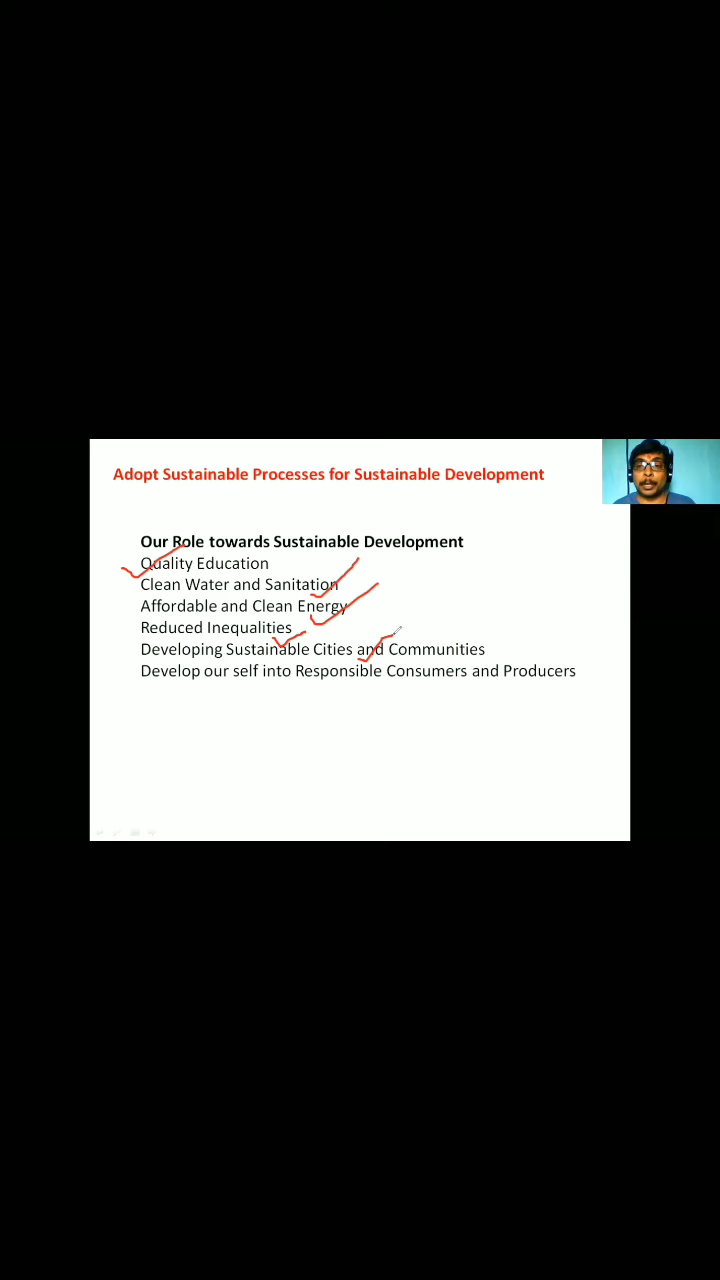 Adopt Sustainable Processes for Sustainable Development
Our Role towards Sustainable Development
Quality Education
Clean Water and Sanitation
Affordable and Clean Energy
Reduced Inequalities
Developing Sustainable Cities and Communities
Develop our self into Responsible Consumers and Producers